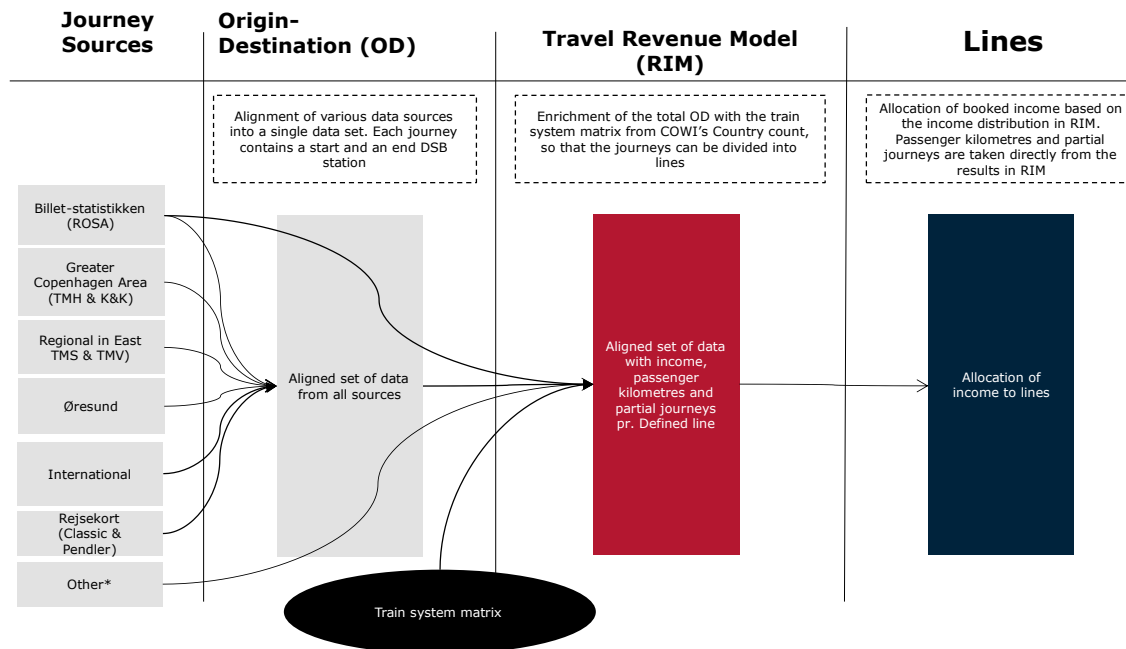 Journey
Sources
Origin-
Destination (OD)
Travel Revenue Model
(RIM)
Lines
Alignment of various data sources
into a single data set. Each journey
contains a start and an end DSB
station
Enrichment of the total OD with the train
system matrix from COWI's Country count,
so that the journeys can be divided into
lines
Allocation of booked income based on
the income distribution in RIM.
Passenger kilometres and partial
journeys are taken directly from the
results in RIM
Billet-statistikken
(ROSA)
Greater
Copenhagen Area
(TMH & K&K)
Regional in East
TMS & TMV)
Øresund
International
Rejsekort
(Classic &
Pendler)
Other*
Aligned set of data
from all sources
Train system matrix
Aligned set of data
with income,
passenger
kilometres and
partial journeys
pr. Defined line
Allocation of
income to lines